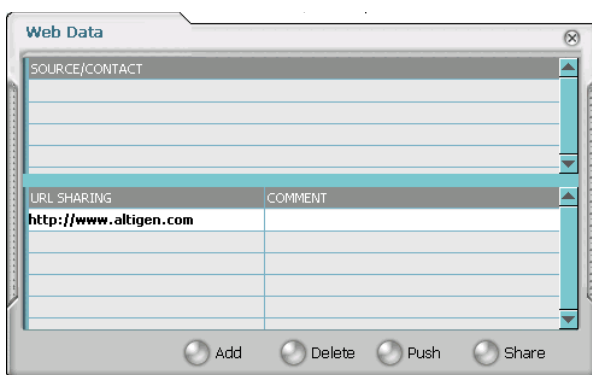 Web Data
SOURCE/CONTACT
URL SHARING COMMENT
http://www.altigen.com
Add Delete Push Share